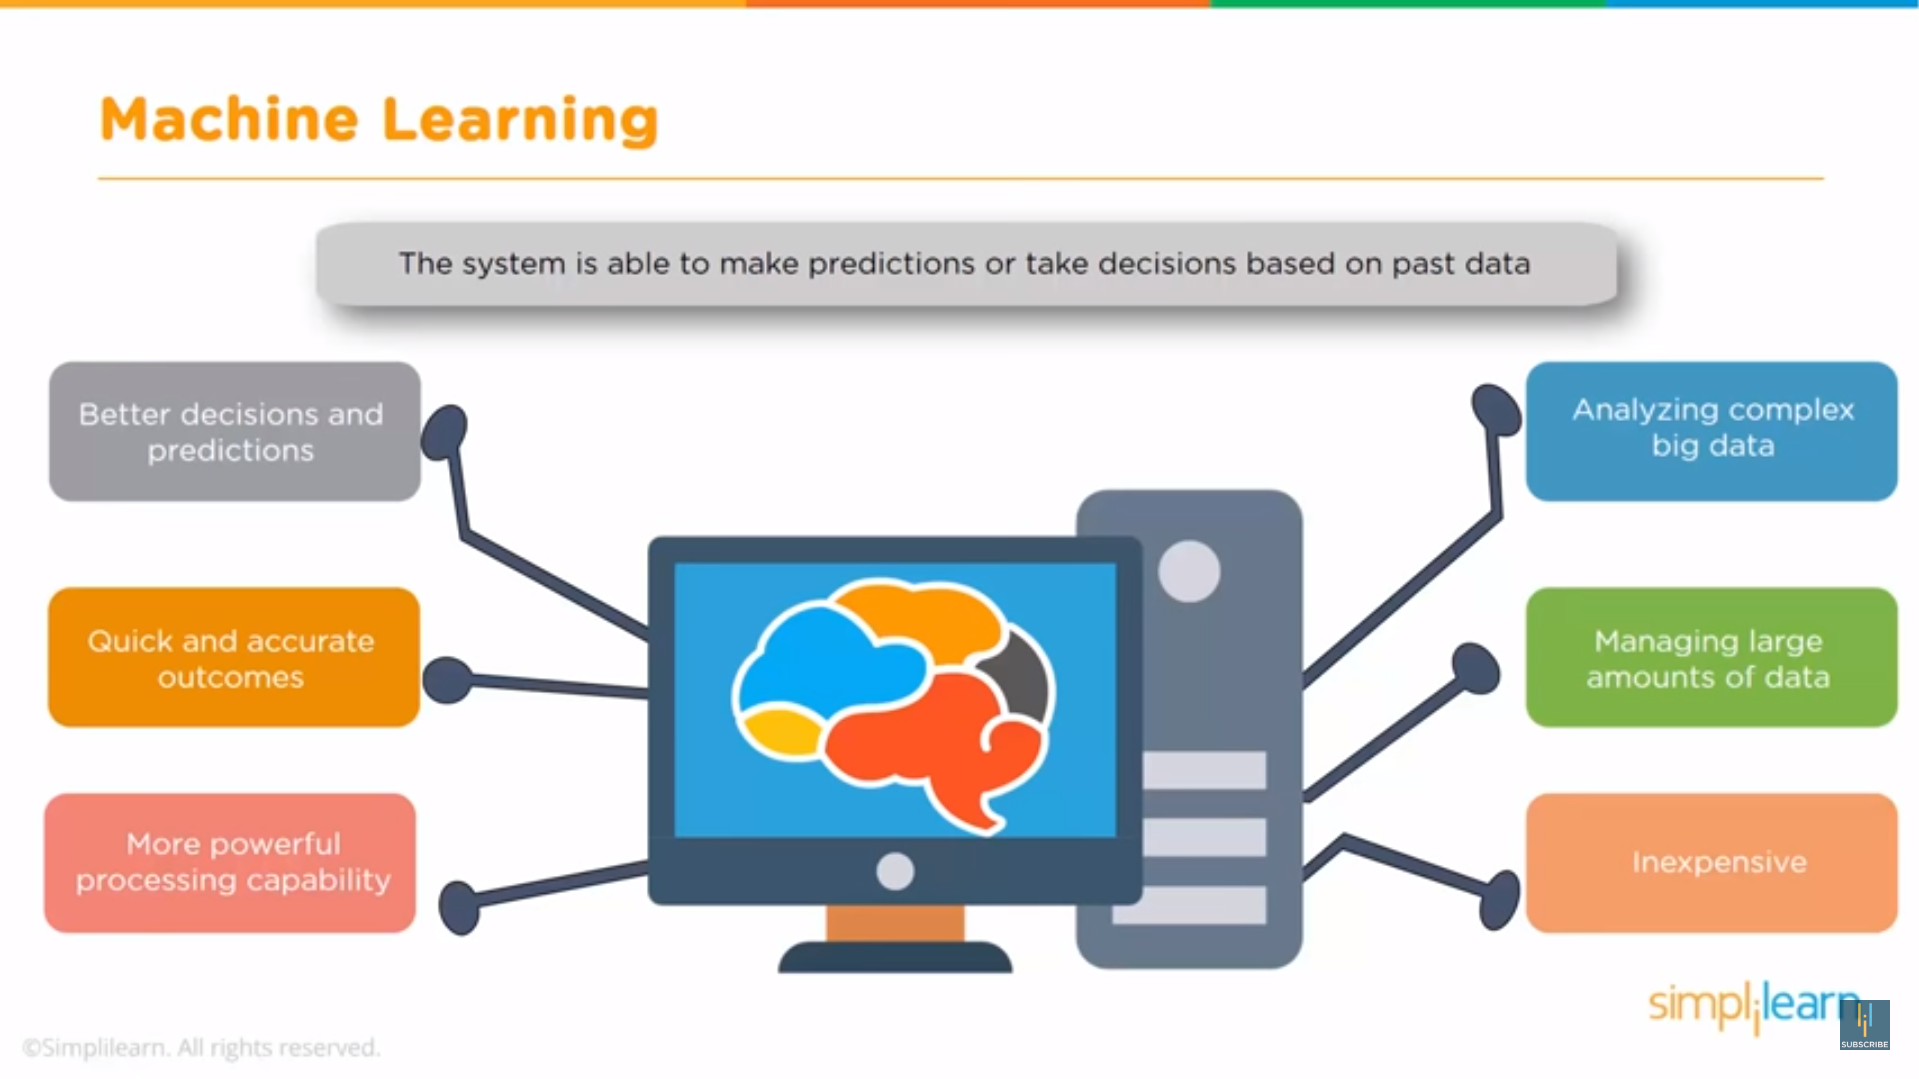 Machine Learning
The system is able to make predictions or take decisions based on past data
Better decisions and
predictions
Analyzing complex
big data
Quick and accurate
outcomes
Managing large
amounts of data
More powerful
processing capability
Inexpensive
simplilearn
SUBSCRIBE
©Simplilearn. All rights reserved.